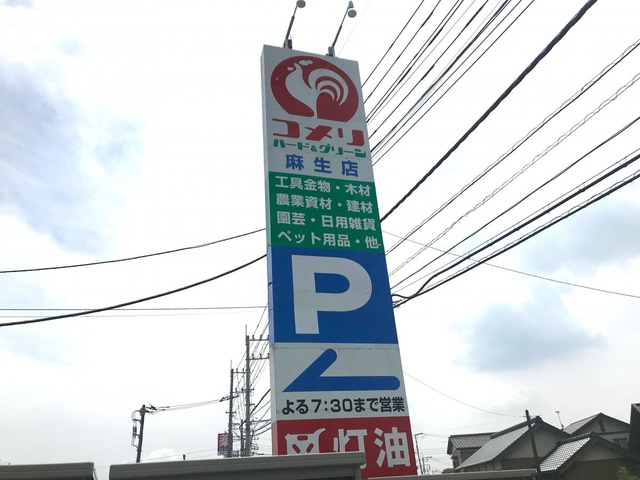 コメリ
ハード&グリーン
麻生店
工具金物・木材
農業資材・建材
園芸・日用雑貨
ペット用品・他
P
よる7:30まで営業
灯油